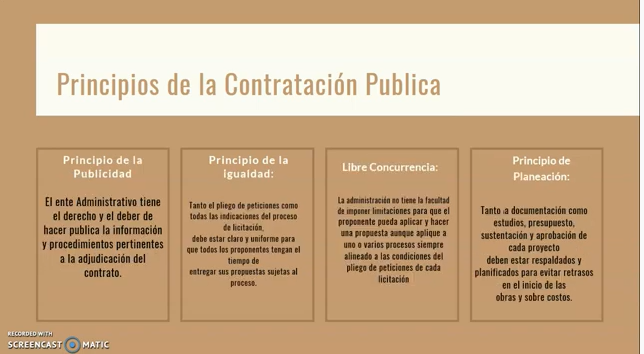 Principios de la Contratación Publica
Principio de la
Publicidad
El ente Administrativo tiene
el derecho y el deber de
hacer publica la información
y procedimientos pertinentes
a la adjudicación del
contrato.
Principio de la
igualdad:
Tanto el pliego de peticiones como
todas las indicaciones del proceso
de licitación,
debe estar claro y uniforme para
que todos los proponentes tengan el
tiempo de
entregar sus propuestas sujetas al
proceso.
Libre Concurrencia:
La administración no tiene la facultad
de imponer limitaciones para que el
proponente pueda aplicar y hacer
una propuesta aunque aplique a
uno o varios procesos siempre
alineado a las condiciones del
pliego de peticiones de cada
licitación
Principio de
Planeación:
Tanto la documentación como
estudios, presupuesto,
sustentación y aprobación de
cada proyecto
deben estar respaldados y
planificados para evitar retrasos
en el inicio de las
obras y sobre costos.
RECORDED WITH
SCREENCAST MATIC